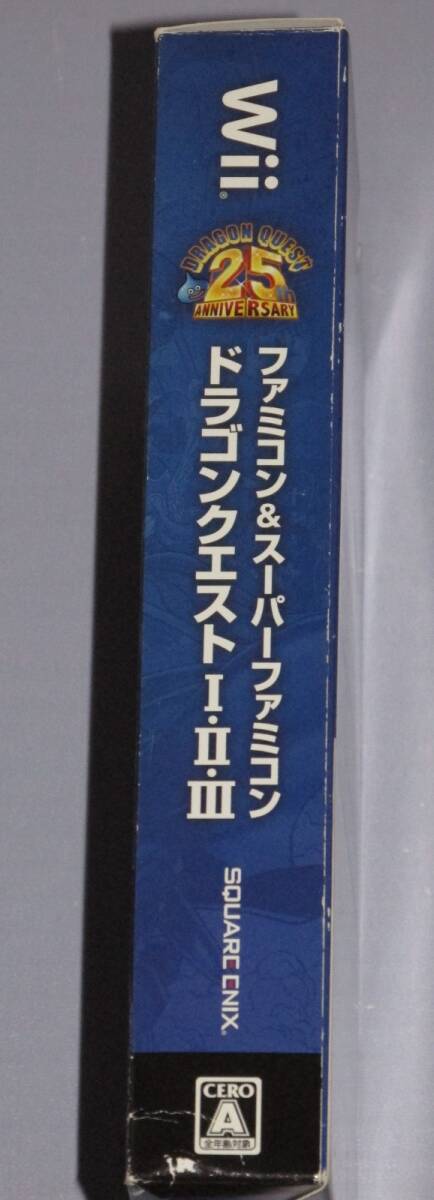 Wii
DRAGON QUEST
25th
ANNIVERSARY
ファミコン&スーパーファミコン
ドラゴンクエストI・II・III
SQUARE ENIX
CERO
A
全年齢対象